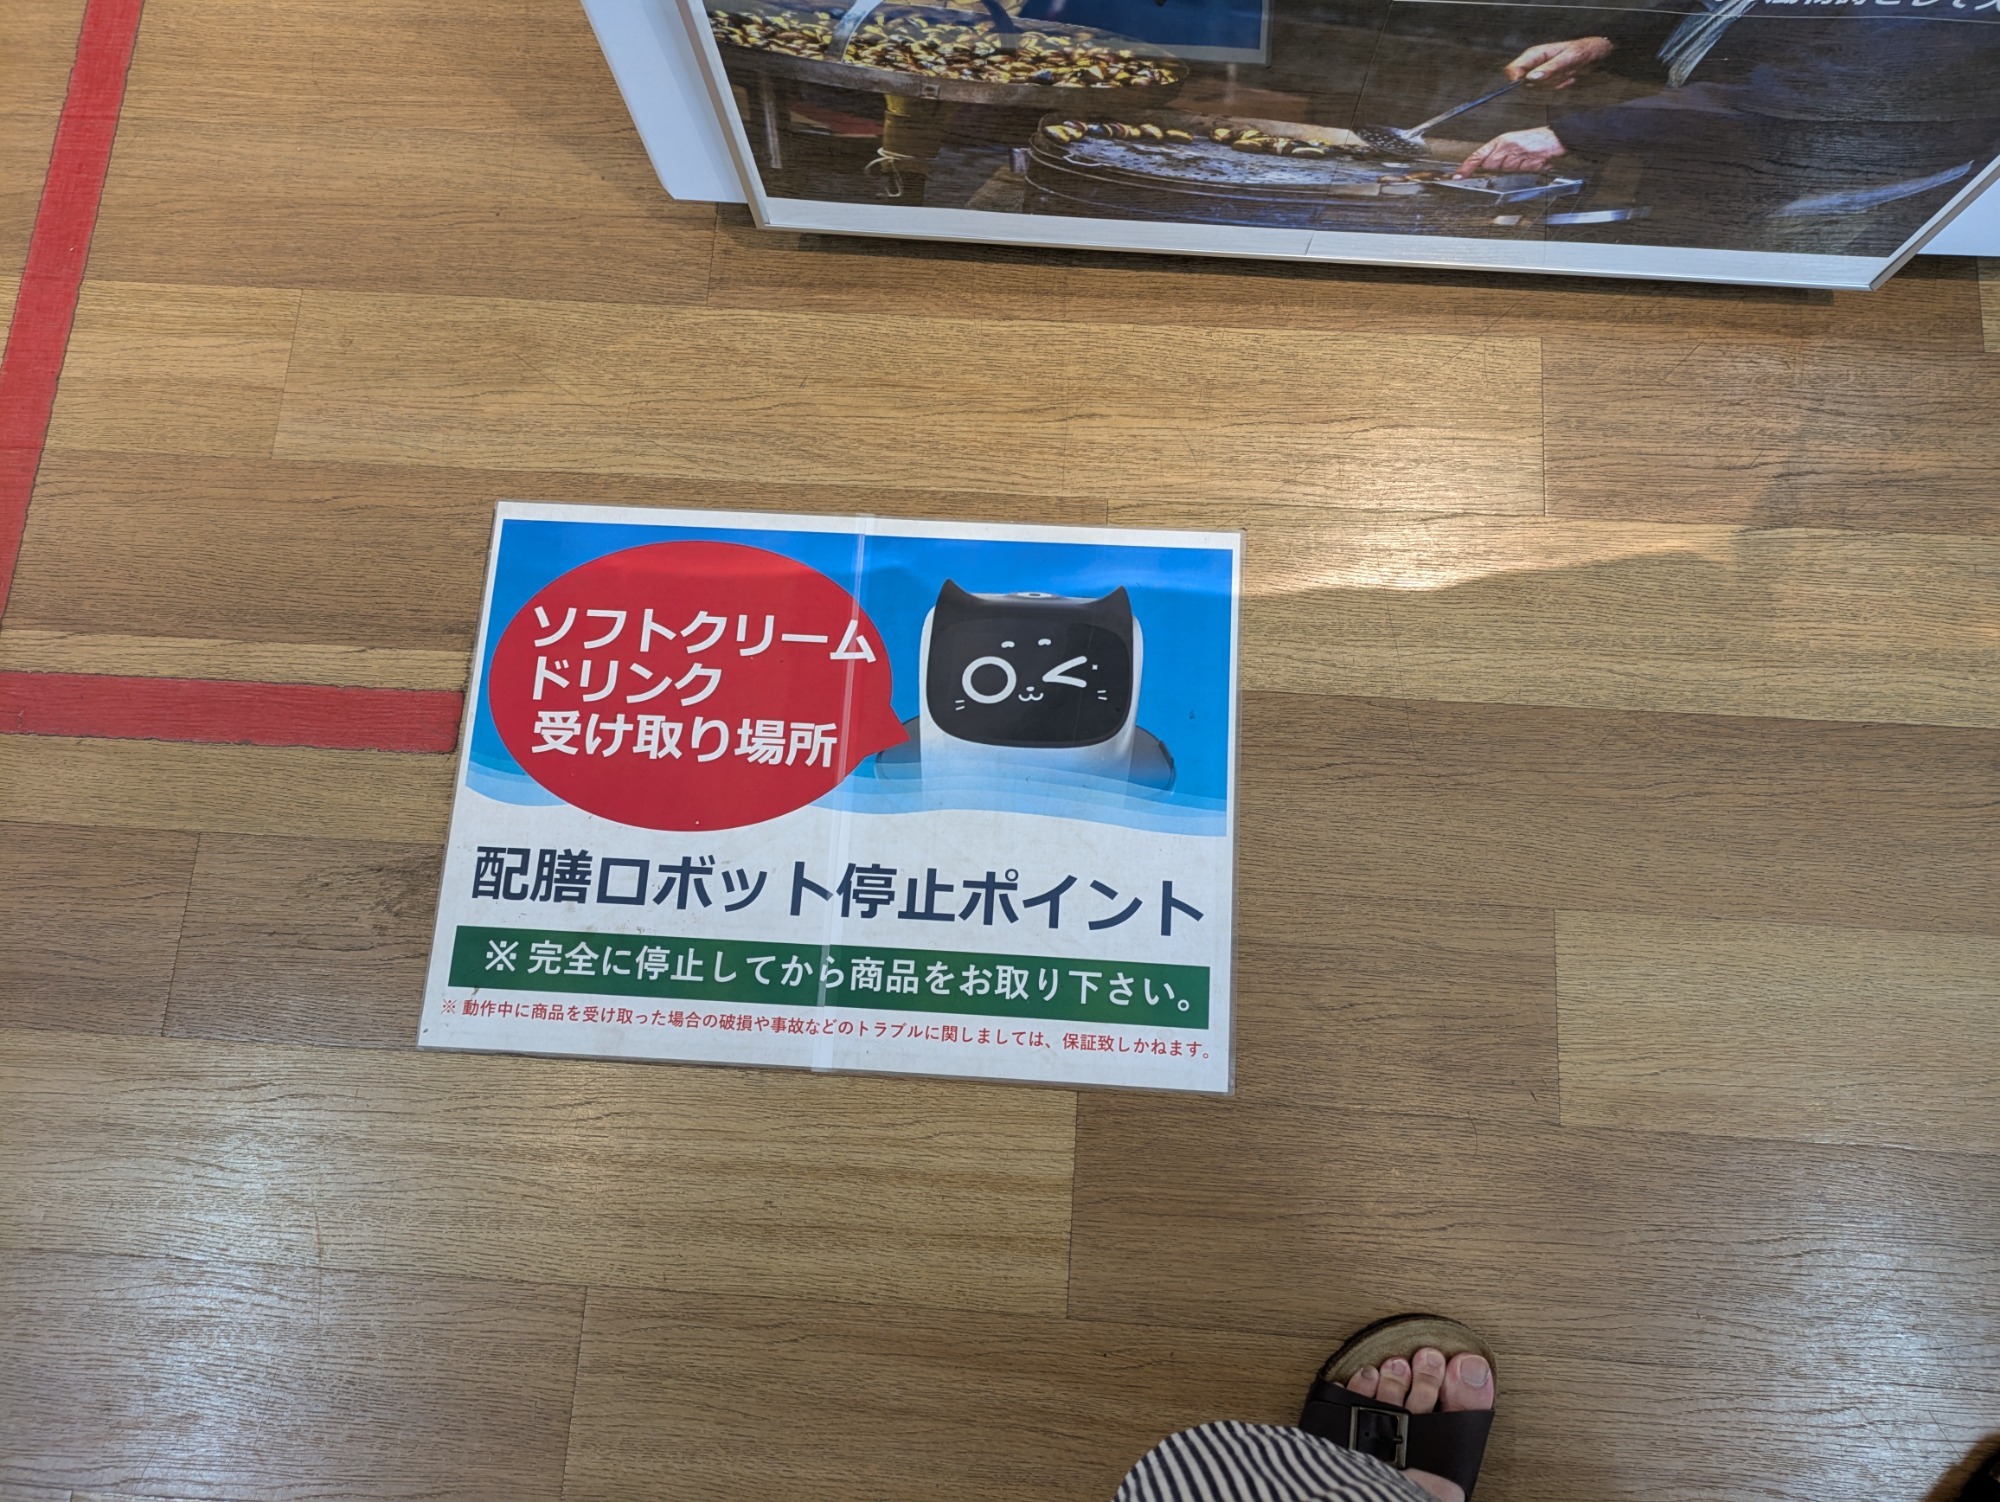 ソフトクリーム
ドリンク
受け取り場所
配膳ロボット停止ポイント
※ 完全に停止してから商品をお取り下さい。
※ 動作中に商品を受け取った場合の破損や事故などのトラブルに関しましては、保証致しかねます。